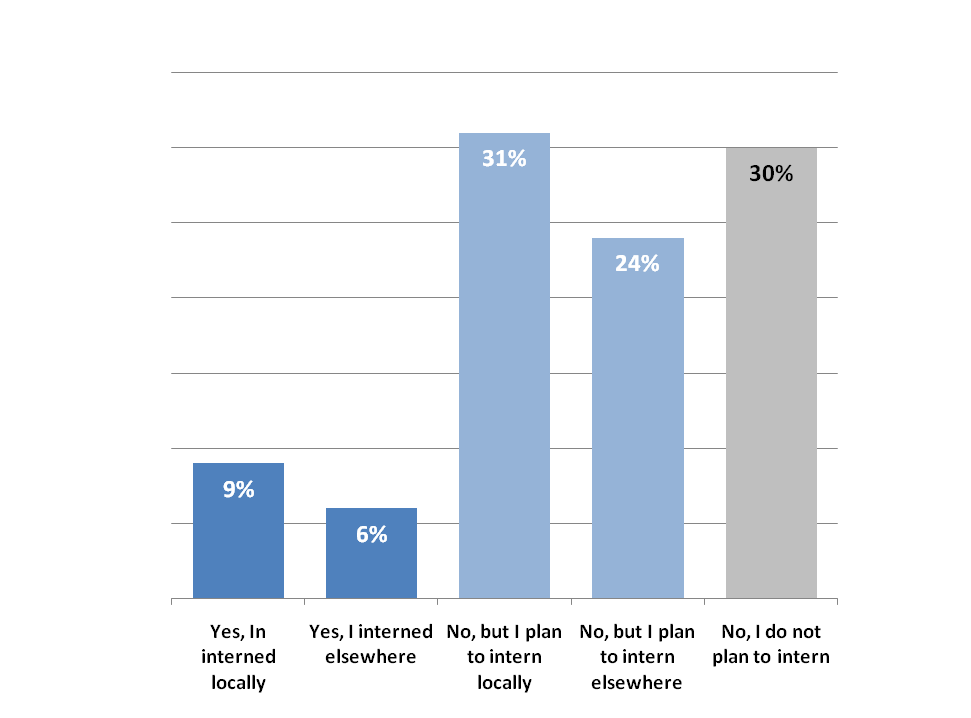 31%
30%
24%
9%
6%
Yes, In
interned
locally
Yes, I interned
elsewhere
No, but I plan
to intern
locally
No, but I plan
to intern
elsewhere
No, I do not
plan to intern